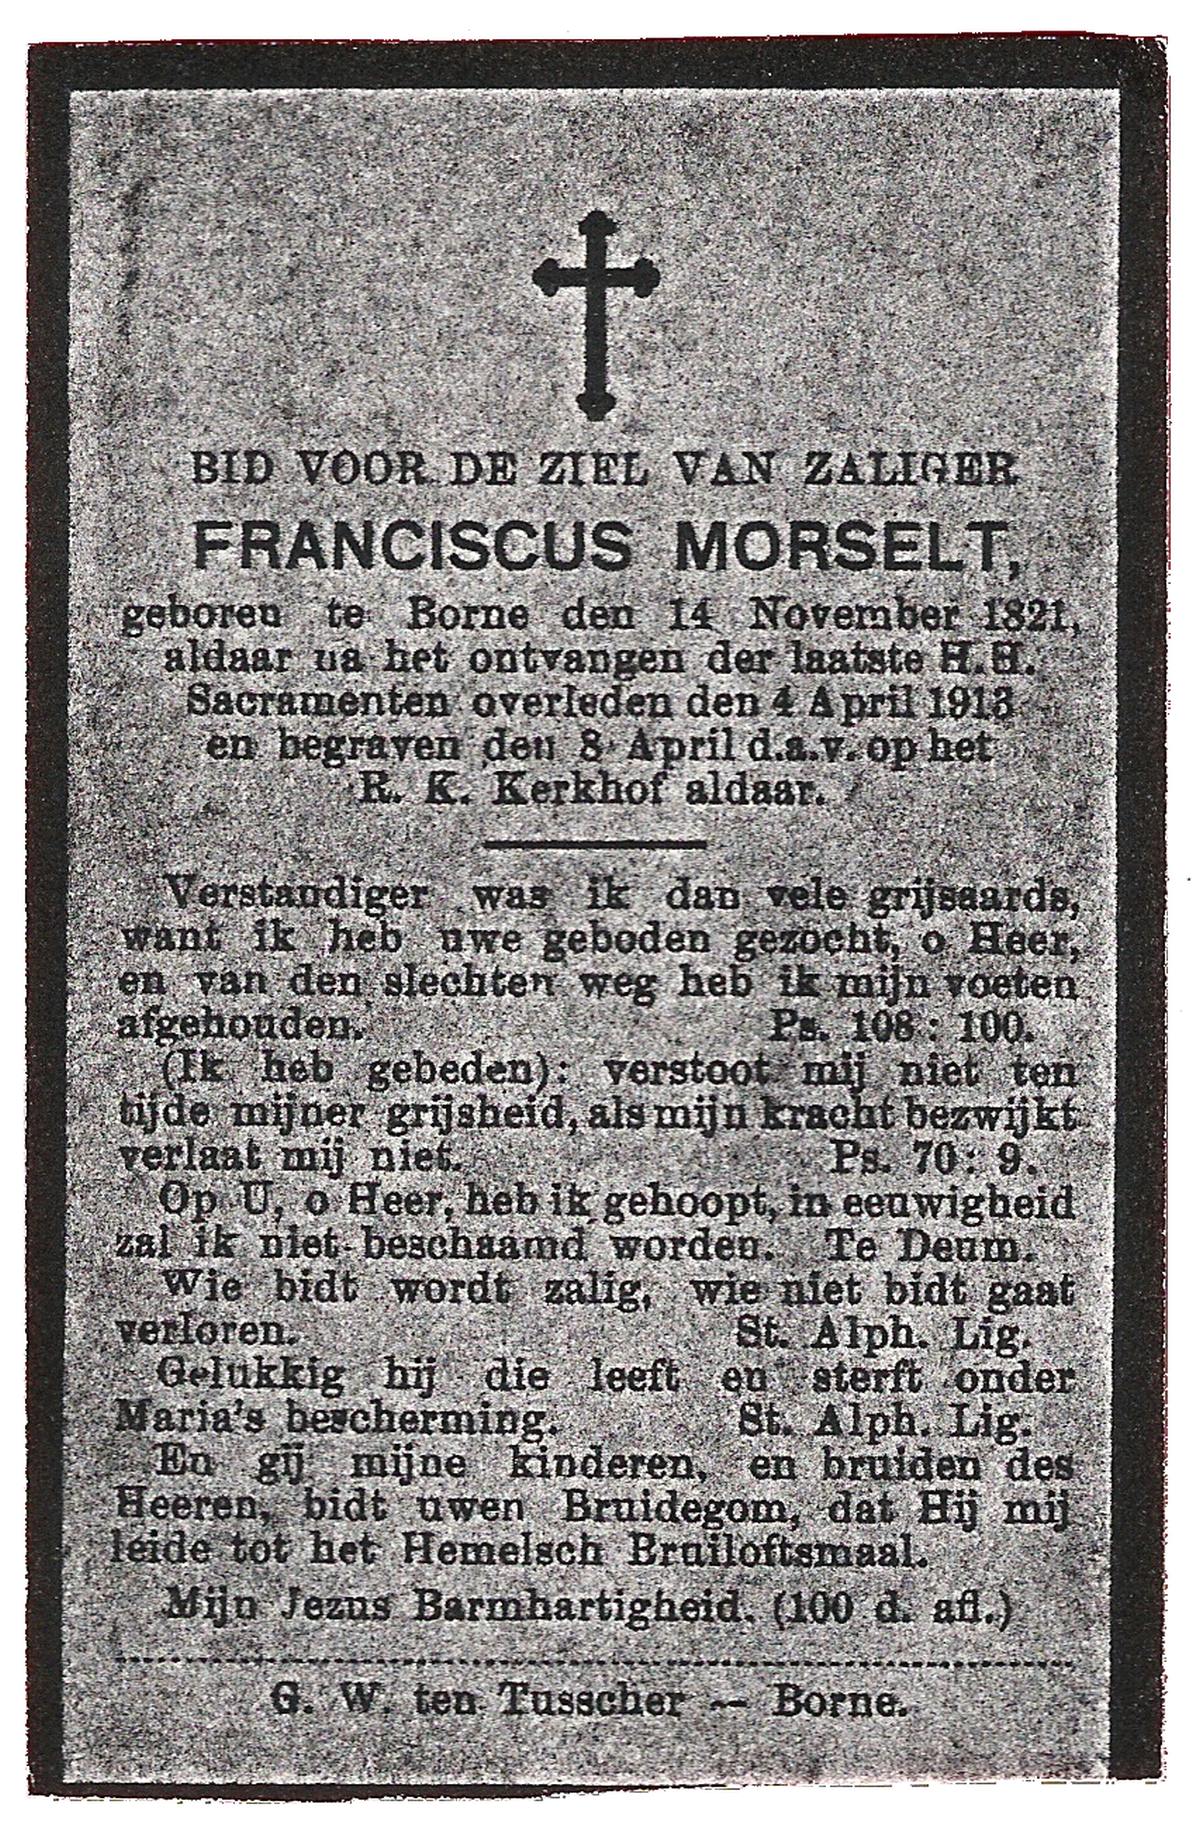 BID VOOR DE ZIEL VAN ZALIGER
FRANCISCUS MORSELT,
geboren te Borne den 14 November 1821,
aldaar na het ontvangen der laatste H.H.
Sacramenten overleden den 4 April 1913
en begraven den 8 April d.a.v. op het
R. K. Kerkhof aldaar.
Verstandiger was ik dan vele grijsaards,
want ik heb uwe geboden gezocht, o Heer,
en van den slechten weg heb ik mijn voeten
afgehouden. Ps. 108 : 100.
(Ik heb gebeden): verstoot mij niet ten
tijde mijner grijsheid, als mijn kracht bezwijkt
verlaat mij niet. Ps. 70 : 9.
Op U, o Heer, heb ik gehoopt, in eeuwigheid
zal ik niet beschaamd worden. Te Deum.
Wie bidt wordt zalig, wie niet bidt gaat
verloren. St. Alph. Lig.
Gelukkig hij die leeft en sterft onder
Maria's bescherming. St. Alph. Lig.
En gij mijne kinderen, en bruiden des
Heeren, bidt uwen Bruidegom, dat Hij mij
leide tot het Hemelsch Bruiloftsmaal.
Mijn Jezus Barmhartigheid. (100 d. afl.)
G. W. ten Tusscher — Borne.